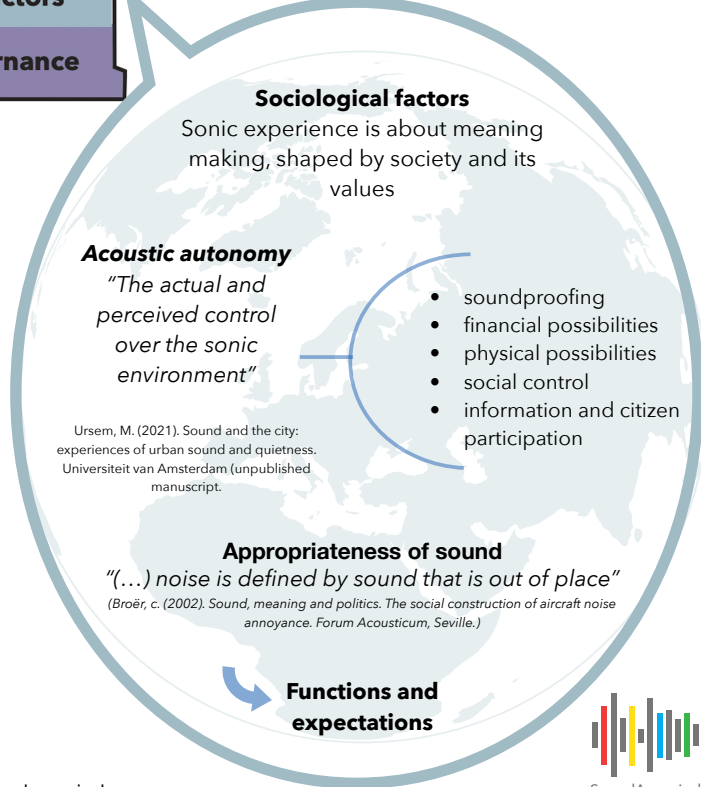 Sociological factors
Sonic experience is about meaning
making, shaped by society and its
values
Acoustic autonomy
“The actual and
perceived control
over the sonic
environment”
• soundproofing
• financial possibilities
• physical possibilities
• social control
• information and citizen
participation
Ursem, M. (2021). Sound and the city:
experiences of urban sound and quietness.
Universiteit van Amsterdam (unpublished
manuscript.
Appropriateness of sound
“(…) noise is defined by sound that is out of place”
(Broër, c. (2002). Sound, meaning and politics. The social construction of aircraft noise
annoyance. Forum Acousticum, Seville.)
Functions and
expectations